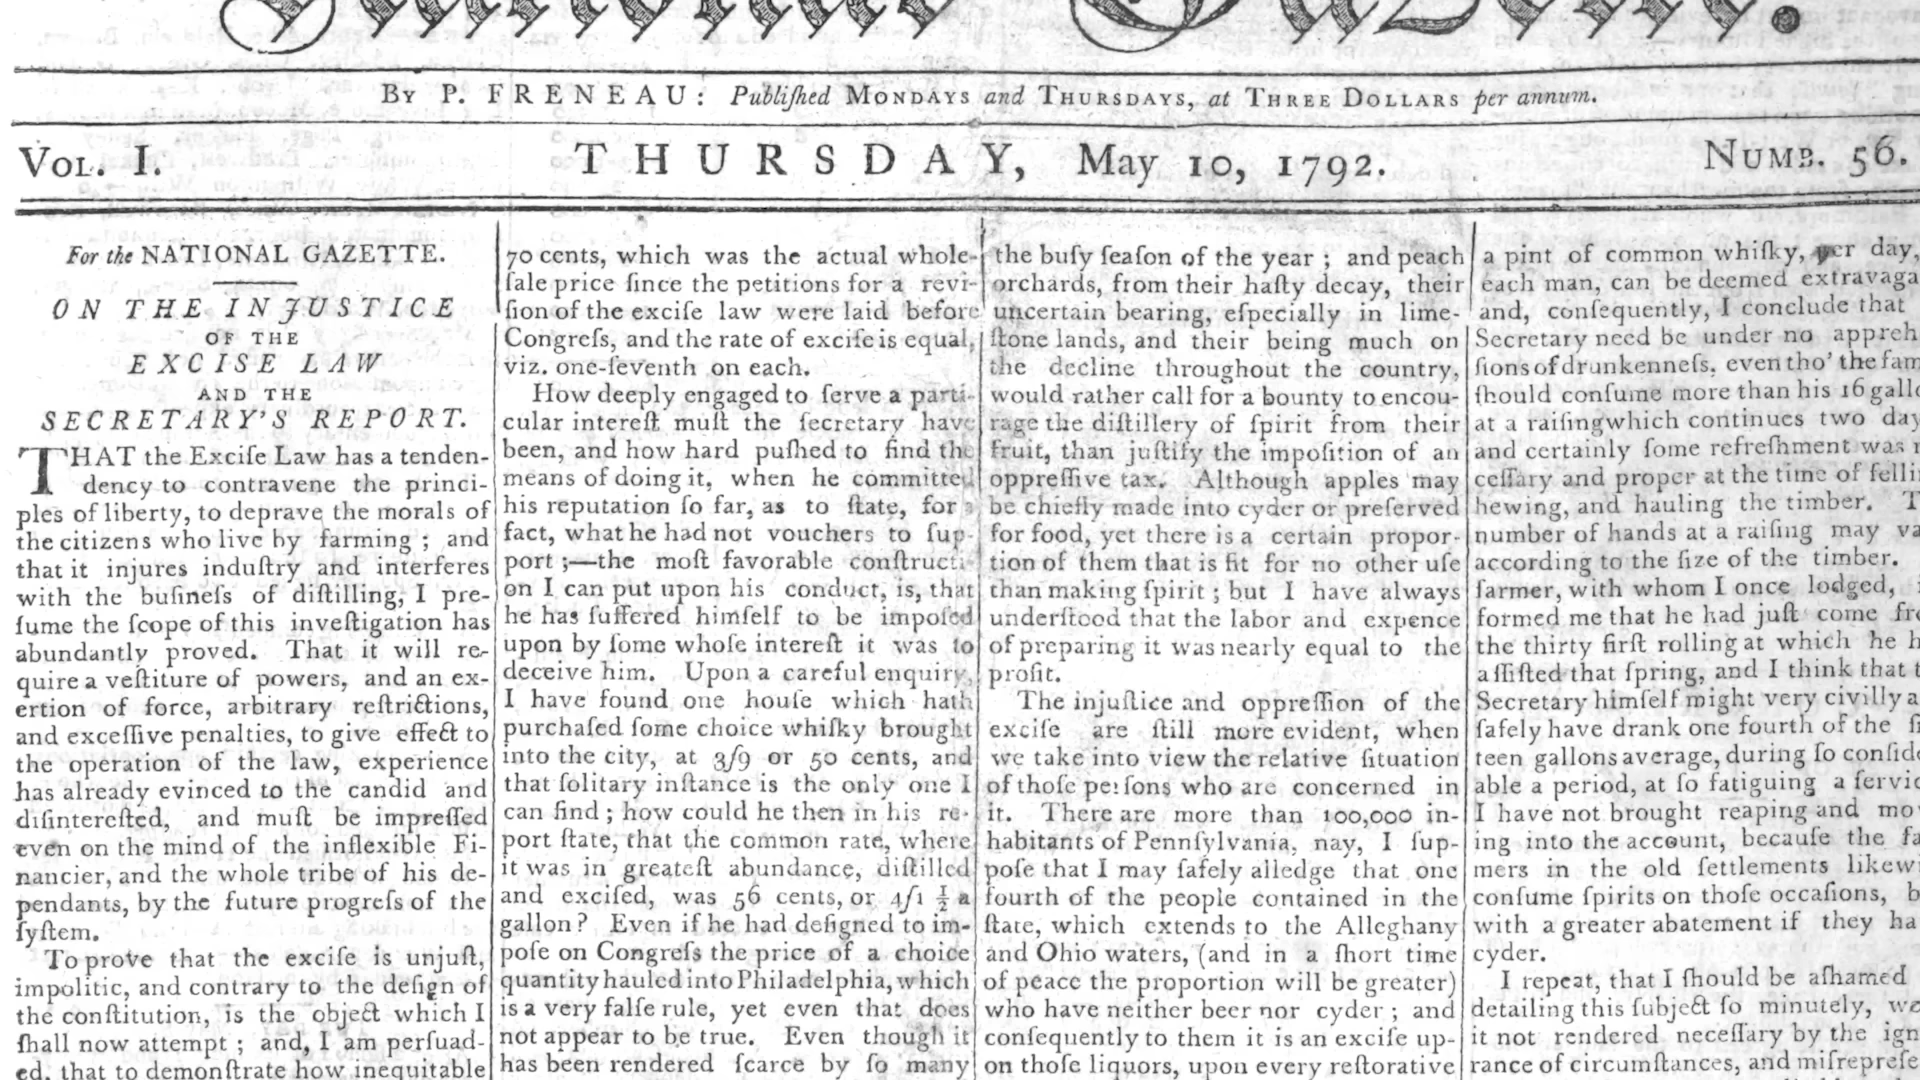 National Gazette.
By P. FRENEAU: Publiſhed Mondays and Thursdays, at Three Dollars per annum.
Vol. I.
THURSDAY, May 10, 1792.
Numb. 56.
For the NATIONAL GAZETTE.
ON THE INJUSTICE
OF THE
EXCISE LAW
AND THE
SECRETARY'S REPORT.
THAT the Exciſe Law has a tenden-
dency to contravene the princi-
ples of liberty, to deprave the morals of
the citizens who live by farming; and
that it injures induſtry and interferes
with the buſineſs of diſtilling, I pre-
ſume the ſcope of this inveſtigation has
abundantly proved. That it will re-
quire a veſtiture of powers, and an ex-
ertion of force, arbitrary reſtrictions,
and exceſſive penalties, to give effect to
the operation of the law, experience
has already evinced to the candid and
diſintereſted, and muſt be impreſſed
even on the mind of the inflexible Fi-
nancier, and the whole tribe of his de-
pendants, by the future progreſs of the
ſyſtem.
To prove that the exciſe is unjuſt,
impolitic, and contrary to the deſign of
the conſtitution, is the object which I
ſhall now attempt; and, I am perſuad-
ed, that to demonſtrate how inequitable
70 cents, which was the actual whole-
ſale price ſince the petitions for a revi-
ſion of the exciſe law were laid before
Congreſs, and the rate of exciſe is equal,
viz. one-ſeventh on each.
How deeply engaged to ſerve a parti-
cular intereſt muſt the ſecretary have
been, and how hard puſhed to find the
means of doing it, when he committed
his reputation ſo far, as to ſtate, for a
fact, what he had not vouchers to ſup-
port;—the moſt favorable conſtructi-
on I can put upon his conduct, is, that
he has ſuffered himſelf to be impoſed
upon by ſome whoſe intereſt it was to
deceive him. Upon a careful enquiry,
I have found one houſe which hath
purchaſed ſome choice whiſky brought
into the city, at 3ſ9 or 50 cents, and
that ſolitary inſtance is the only one I
can find; how could he then in his re-
port ſtate, that the common rate, where
it was in greateſt abundance, diſtilled
and exciſed, was 56 cents, or 4ſ1 ½ a
gallon? Even if he had deſigned to im-
poſe on Congreſs the price of a choice
quantity hauled into Philadelphia, which
is a very falſe rule, yet even that does
not appear to be true. Even though it
has been rendered ſcarce by ſo many
the buſy ſeaſon of the year; and peach
orchards, from their haſty decay, their
uncertain bearing, eſpecially in lime-
ſtone lands, and their being much on
the decline throughout the country,
would rather call for a bounty to encou-
rage the diſtillery of ſpirit from their
fruit, than juſtify the impoſition of an
oppreſſive tax. Although apples may
be chiefly made into cyder or preſerved
for food, yet there is a certain propor-
tion of them that is fit for no other uſe
than making ſpirit; but I have always
underſtood that the labor and expence
of preparing it was nearly equal to the
profit.
The injuſtice and oppreſſion of the
exciſe are ſtill more evident, when
we take into view the relative ſituation
of thoſe perſons who are concerned in
it. There are more than 100,000 in-
habitants of Pennſylvania, nay, I ſup-
poſe that I may ſafely alledge that one
fourth of the people contained in the
ſtate, which extends to the Alleghany
and Ohio waters, (and in a ſhort time
of peace the proportion will be greater)
who have neither beer nor cyder; and
conſequently to them it is an exciſe up-
on thoſe liquors, upon every reſtorative
a pint of common whiſky, per day,
each man, can be deemed extravaga
and, conſequently, I conclude that
Secretary need be under no appreh
ſions of drunkenneſs, even tho' the fam
ſhould conſume more than his 16 gallo
at a raiſing which continues two day
and certainly ſome refreſhment was n
ceſſary and proper at the time of fellin
hewing, and hauling the timber. T
number of hands at a raiſing may va
according to the ſize of the timber.
farmer, with whom I once lodged, i
formed me that he had juſt come fro
the thirty firſt rolling at which he h
aſſiſted that ſpring, and I think that t
Secretary himſelf might very civilly a
ſafely have drank one fourth of the ſi
teen gallons average, during ſo conſide
able a period, at ſo fatiguing a ſervic
I have not brought reaping and mo
ing into the account, becauſe the fa
mers in the old ſettlements likewi
conſume ſpirits on thoſe occaſions, b
with a greater abatement if they ha
cyder.
I repeat, that I ſhould be aſhamed
detailing this ſubject ſo minutely, we
it not rendered neceſſary by the ign
rance of circumſtances, and miſrepreſe